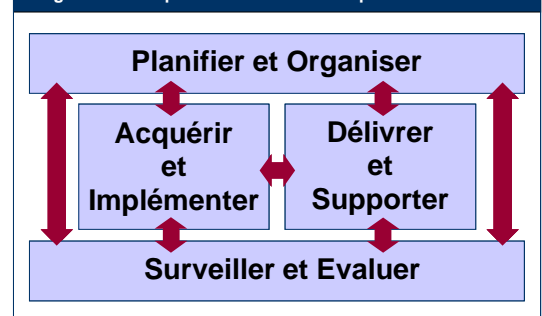 Planifier et Organiser
Acquérir
et
Implémenter
Délivrer
et
Supporter
Surveiller et Evaluer